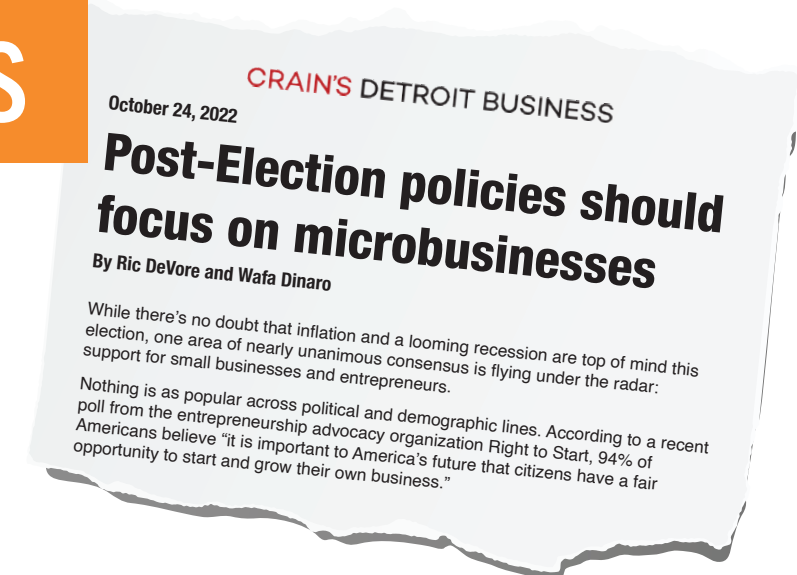 S
CRAIN'S DETROIT BUSINESS
October 24, 2022
Post-Election policies should
focus on microbusinesses
By Ric DeVore and Wafa Dinaro
While there’s no doubt that inflation and a looming recession are top of mind this
election, one area of nearly unanimous consensus is flying under the radar:
support for small businesses and entrepreneurs.
Nothing is as popular across political and demographic lines. According to a recent
poll from the entrepreneurship advocacy organization Right to Start, 94% of
Americans believe “it is important to America’s future that citizens have a fair
opportunity to start and grow their own business.”